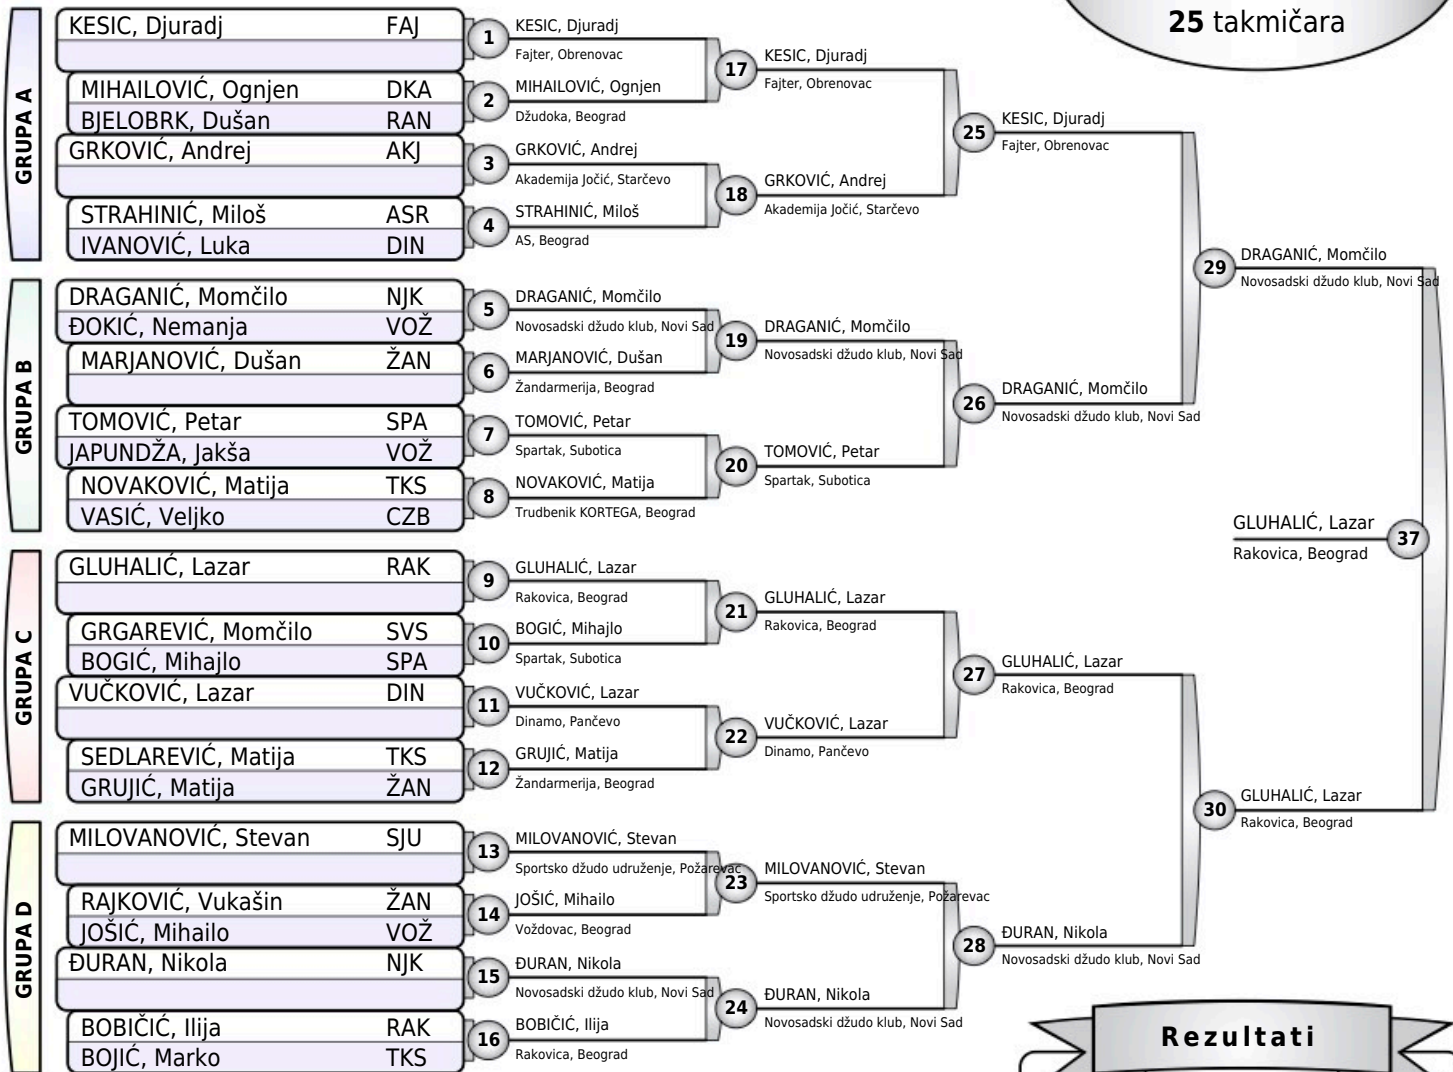 25 takmičara
GRUPA A
KESIC, Djuradj FAJ
MIHAILOVIĆ, Ognjen DKA
BJELOBRK, Dušan RAN
GRKOVIĆ, Andrej AKJ
STRAHINIĆ, Miloš ASR
IVANOVIĆ, Luka DIN
GRUPA B
DRAGANIĆ, Momčilo NJK
ĐOKIĆ, Nemanja VOŽ
MARJANOVIĆ, Dušan ŽAN
TOMOVIĆ, Petar SPA
JAPUNDŽA, Jakša VOŽ
NOVAKOVIĆ, Matija TKS
VASIĆ, Veljko CZB
GRUPA C
GLUHALIĆ, Lazar RAK
GRGAREVIĆ, Momčilo SVS
BOGIĆ, Mihajlo SPA
VUČKOVIĆ, Lazar DIN
SEDLAREVIĆ, Matija TKS
GRUJIĆ, Matija ŽAN
GRUPA D
MILOVANOVIĆ, Stevan SJU
RAJKOVIĆ, Vukašin ŽAN
JOŠIĆ, Mihailo VOŽ
ĐURAN, Nikola NJK
BOBIČIĆ, Ilija RAK
BOJIĆ, Marko TKS
1 KESIC, Djuradj
Fajter, Obrenovac
2 MIHAILOVIĆ, Ognjen
Džudoka, Beograd
3 GRKOVIĆ, Andrej
Akademija Jočić, Starčevo
4 STRAHINIĆ, Miloš
AS, Beograd
5 DRAGANIĆ, Momčilo
Novosadski džudo klub, Novi Sad
6 MARJANOVIĆ, Dušan
Žandarmerija, Beograd
7 TOMOVIĆ, Petar
Spartak, Subotica
8 NOVAKOVIĆ, Matija
Trudbenik KORTEGA, Beograd
9 GLUHALIĆ, Lazar
Rakovica, Beograd
10 BOGIĆ, Mihajlo
Spartak, Subotica
11 VUČKOVIĆ, Lazar
Dinamo, Pančevo
12 GRUJIĆ, Matija
Žandarmerija, Beograd
13 MILOVANOVIĆ, Stevan
Sportsko džudo udruženje, Požarevac
14 JOŠIĆ, Mihailo
Voždovac, Beograd
15 ĐURAN, Nikola
Novosadski džudo klub, Novi Sad
16 BOBIČIĆ, Ilija
Rakovica, Beograd
17 KESIC, Djuradj
Fajter, Obrenovac
18 GRKOVIĆ, Andrej
Akademija Jočić, Starčevo
19 DRAGANIĆ, Momčilo
Novosadski džudo klub, Novi Sad
20 TOMOVIĆ, Petar
Spartak, Subotica
21 GLUHALIĆ, Lazar
Rakovica, Beograd
22 VUČKOVIĆ, Lazar
Dinamo, Pančevo
23 MILOVANOVIĆ, Stevan
Sportsko džudo udruženje, Požarevac
24 ĐURAN, Nikola
Novosadski džudo klub, Novi Sad
25 KESIC, Djuradj
Fajter, Obrenovac
26 DRAGANIĆ, Momčilo
Novosadski džudo klub, Novi Sad
27 GLUHALIĆ, Lazar
Rakovica, Beograd
28 ĐURAN, Nikola
Novosadski džudo klub, Novi Sad
29 DRAGANIĆ, Momčilo
Novosadski džudo klub, Novi Sad
30 GLUHALIĆ, Lazar
Rakovica, Beograd
GLUHALIĆ, Lazar 37
Rakovica, Beograd
Rezultati